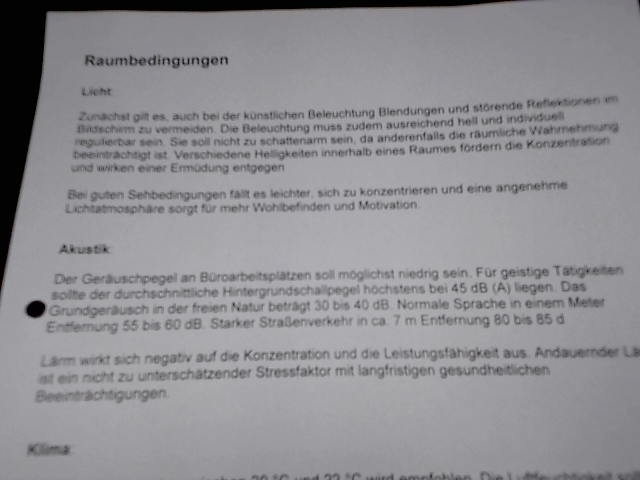 Raumbedingungen
Licht:
Zunächst gilt es, auch bei der künstlichen Beleuchtung Blendungen und störende Reflektionen im
Bildschirm zu vermeiden. Die Beleuchtung muss zudem ausreichend hell und individuell
regulierbar sein. Sie soll nicht zu schattenarm sein, da anderenfalls die räumliche Wahrnehmung
beeinträchtigt ist. Verschiedene Helligkeiten innerhalb eines Raumes fördern die Konzentration
und wirken einer Ermüdung entgegen
Bei guten Sehbedingungen fällt es leichter, sich zu konzentrieren und eine angenehme
Lichtatmosphäre sorgt für mehr Wohlbefinden und Motivation.
Akustik:
Der Geräuschpegel an Büroarbeitsplätzen soll möglichst niedrig sein. Für geistige Tätigkeiten
sollte der durchschnittliche Hintergrundschallpegel höchstens bei 45 dB (A) liegen. Das
Grundgeräusch in der freien Natur beträgt 30 bis 40 dB. Normale Sprache in einem Meter
Entfernung 55 bis 60 dB. Starker Straßenverkehr in ca. 7 m Entfernung 80 bis 85 d
Lärm wirkt sich negativ auf die Konzentration und die Leistungsfähigkeit aus. Andauernder Lä
ist ein nicht zu unterschätzender Stressfaktor mit langfristigen gesundheitlichen
Beeinträchtigungen.
Klima:
20 °C und 22 °C wird empfohlen. Die Luftfeuchtigkeit soll